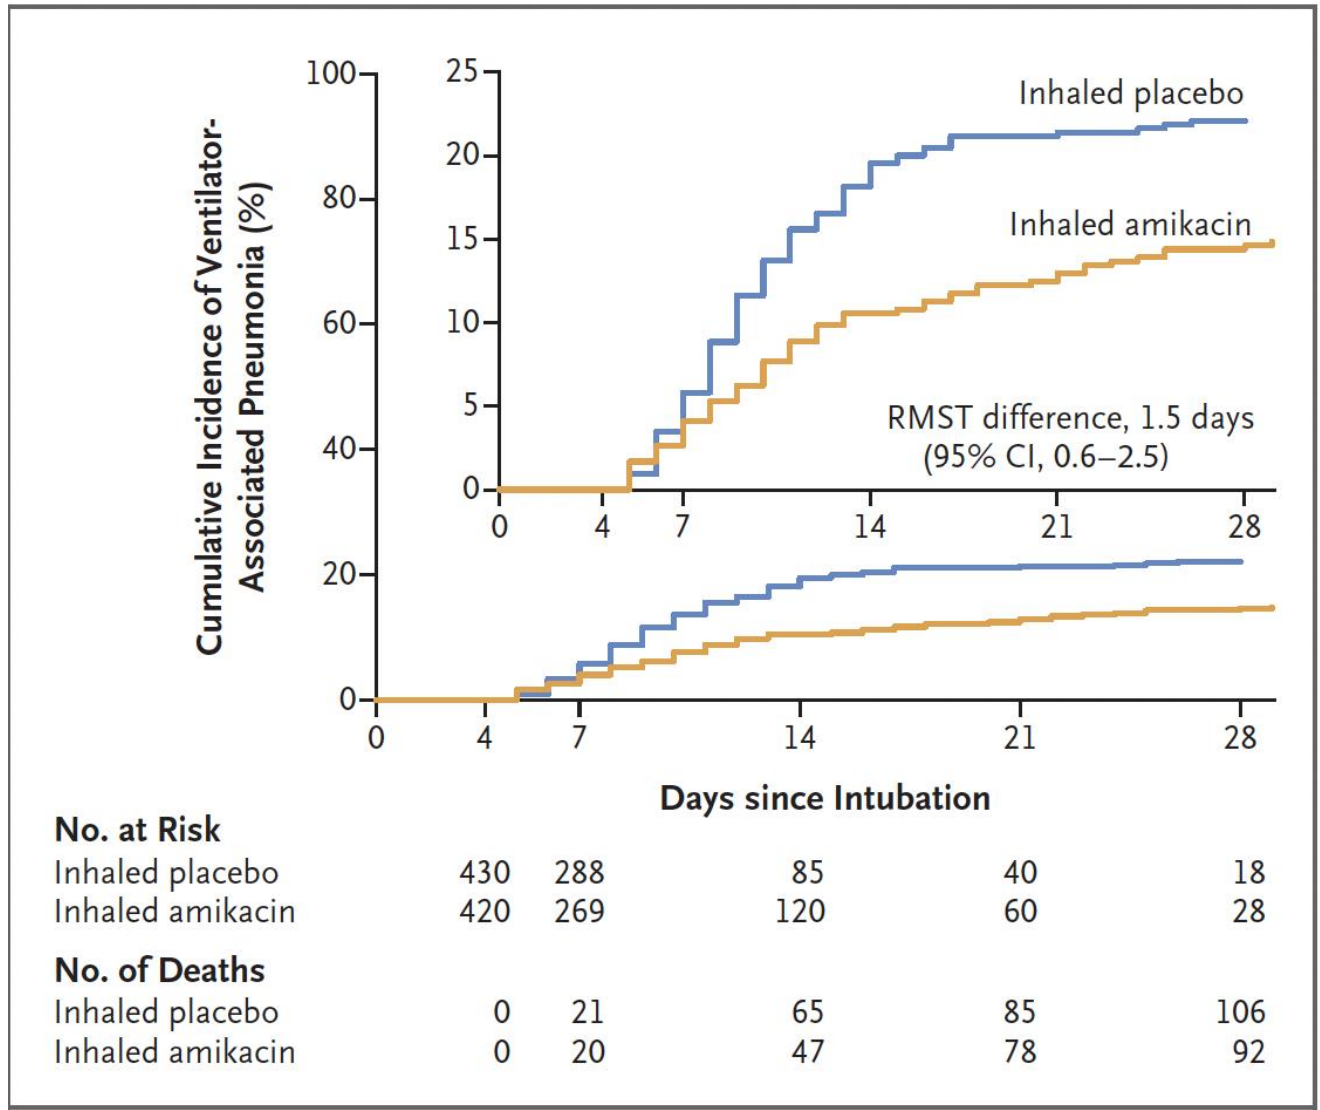 Cumulative Incidence of Ventilator-
Associated Pneumonia (%)
100
80
60
40
20
0
25
20
15
10
5
0
Inhaled placebo
Inhaled amikacin
RMST difference, 1.5 days
(95% CI, 0.6–2.5)
0 4 7 14 21 28
0 4 7 14 21 28
Days since Intubation
No. at Risk
Inhaled placebo 430 288 85 40 18
Inhaled amikacin 420 269 120 60 28
No. of Deaths
Inhaled placebo 0 21 65 85 106
Inhaled amikacin 0 20 47 78 92